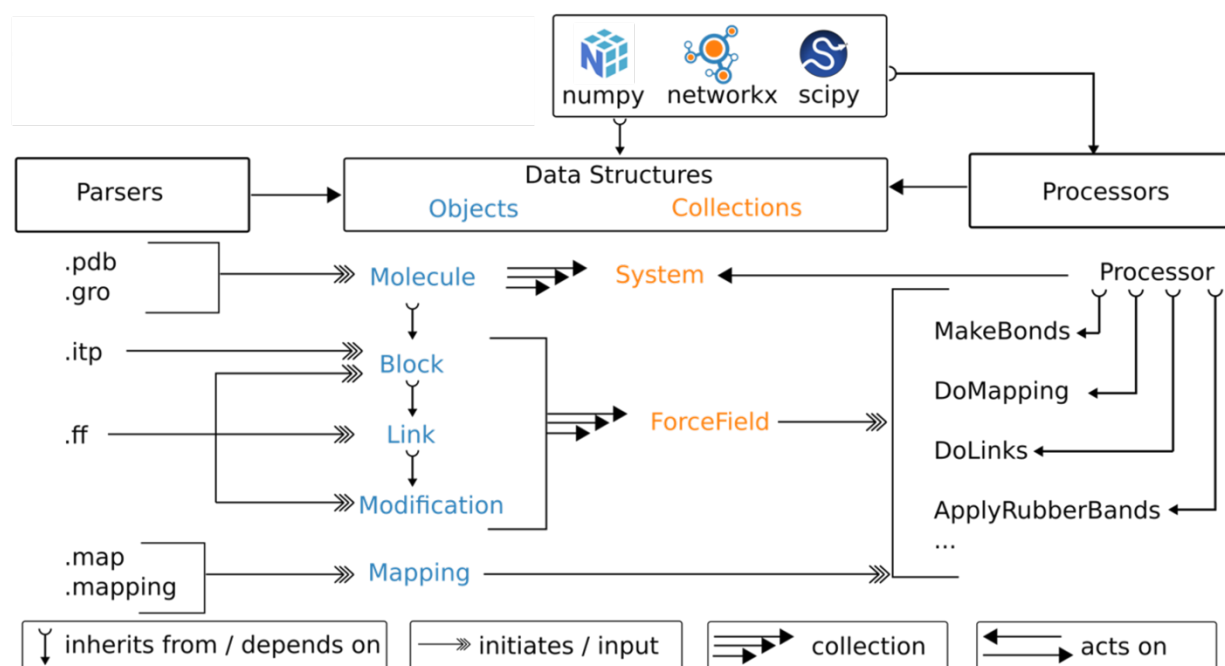 numpy networkx scipy
Parsers
Data Structures
Objects Collections
Processors
.pdb
.gro
Molecule
System
Processor
MakeBonds
.itp
Block
DoMapping
.ff
Link
ForceField
DoLinks
Modification
ApplyRubberBands
...
.map
.mapping
Mapping
inherits from / depends on
initiates / input
collection
acts on